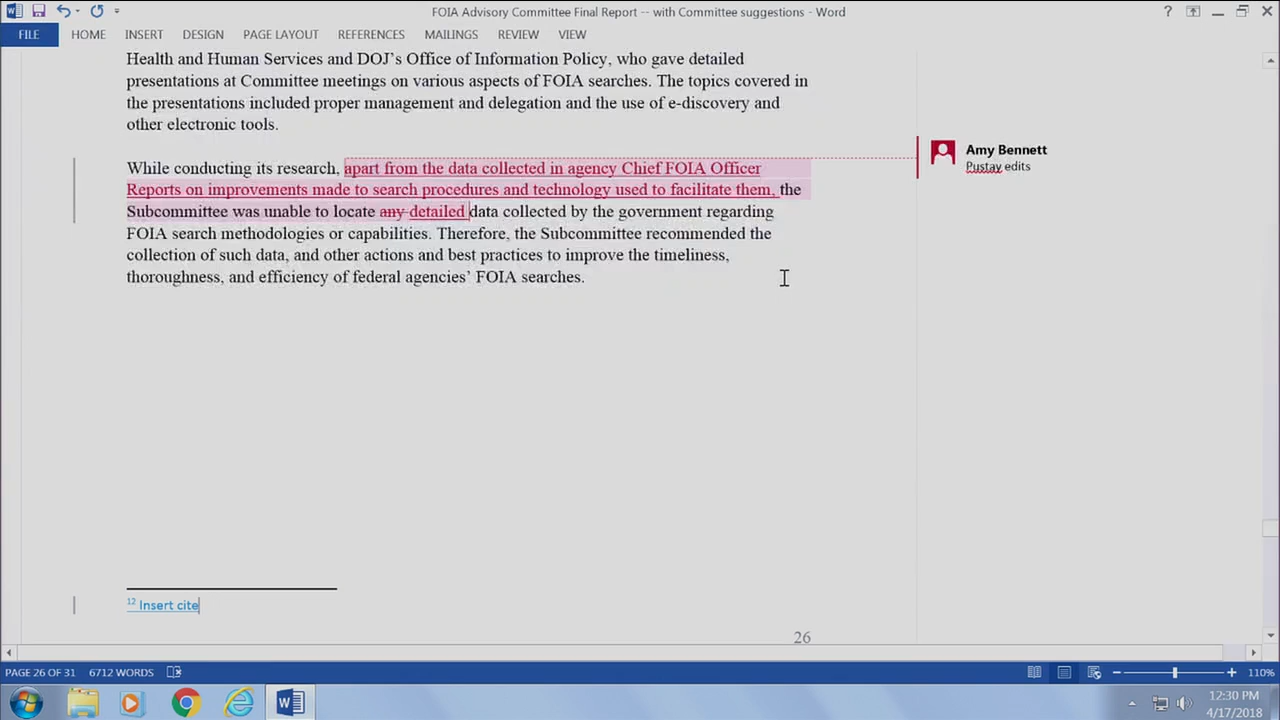 FOIA Advisory Committee Final Report -- with Committee suggestions - Word
?
FILE HOME INSERT DESIGN PAGE LAYOUT REFERENCES MAILINGS REVIEW VIEW
Health and Human Services and DOJ’s Office of Information Policy, who gave detailed
presentations at Committee meetings on various aspects of FOIA searches. The topics covered in
the presentations included proper management and delegation and the use of e-discovery and
other electronic tools.
While conducting its research, apart from the data collected in agency Chief FOIA Officer
Reports on improvements made to search procedures and technology used to facilitate them, the
Subcommittee was unable to locate any detailed data collected by the government regarding
FOIA search methodologies or capabilities. Therefore, the Subcommittee recommended the
collection of such data, and other actions and best practices to improve the timeliness,
thoroughness, and efficiency of federal agencies’ FOIA searches.
Amy Bennett
Pustay edits
12 Insert cite
26
PAGE 26 OF 31 6712 WORDS
110%
12:30 PM
4/17/2018